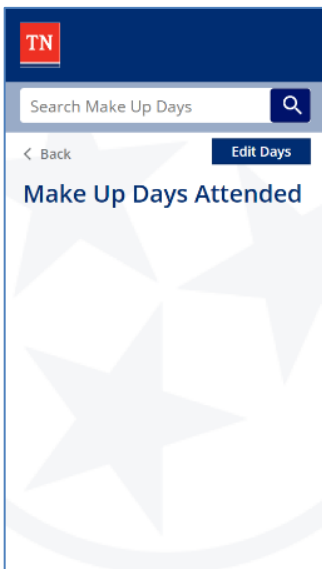 TN
Search Make Up Days
Back
Edit Days
Make Up Days Attended